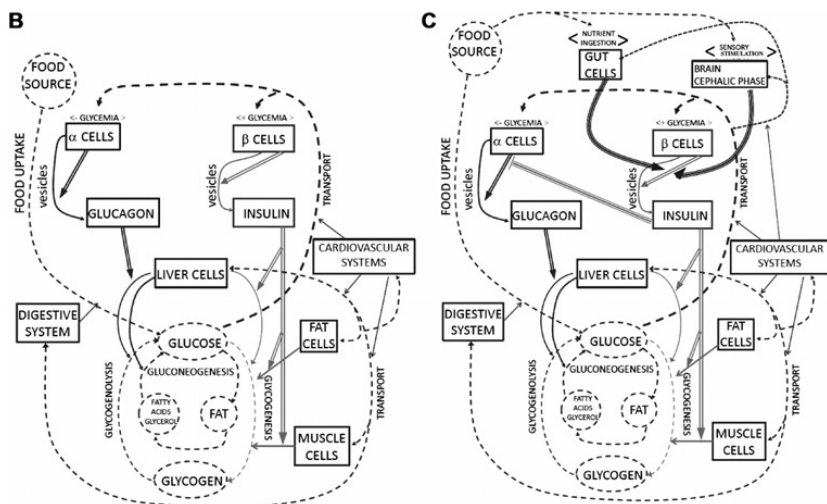 B
FOOD
SOURCE
<- GLYCEMIA >
α CELLS
<+ GLYCEMIA >
β CELLS
FOOD UPTAKE
vesicles
vesicles
TRANSPORT
GLUCAGON
INSULIN
LIVER CELLS
CARDIOVASCULAR
SYSTEMS
DIGESTIVE
SYSTEM
FAT
CELLS
GLUCOSE
GLUCONEOGENESIS
GLYCOGENOLYSIS
GLYCOGENESIS
TRANSPORT
FATTY
ACIDS
GLYCEROL
FAT
MUSCLE
CELLS
GLYCOGEN
C
FOOD
SOURCE
NUTRIENT
INGESTION
GUT
CELLS
SENSORY
STIMULATION
BRAIN
CEPHALIC PHASE
<- GLYCEMIA >
α CELLS
<+ GLYCEMIA >
β CELLS
FOOD UPTAKE
vesicles
vesicles
TRANSPORT
GLUCAGON
INSULIN
LIVER CELLS
CARDIOVASCULAR
SYSTEMS
DIGESTIVE
SYSTEM
FAT
CELLS
GLUCOSE
GLUCONEOGENESIS
GLYCOGENOLYSIS
GLYCOGENESIS
TRANSPORT
FATTY
ACIDS
GLYCEROL
FAT
MUSCLE
CELLS
GLYCOGEN